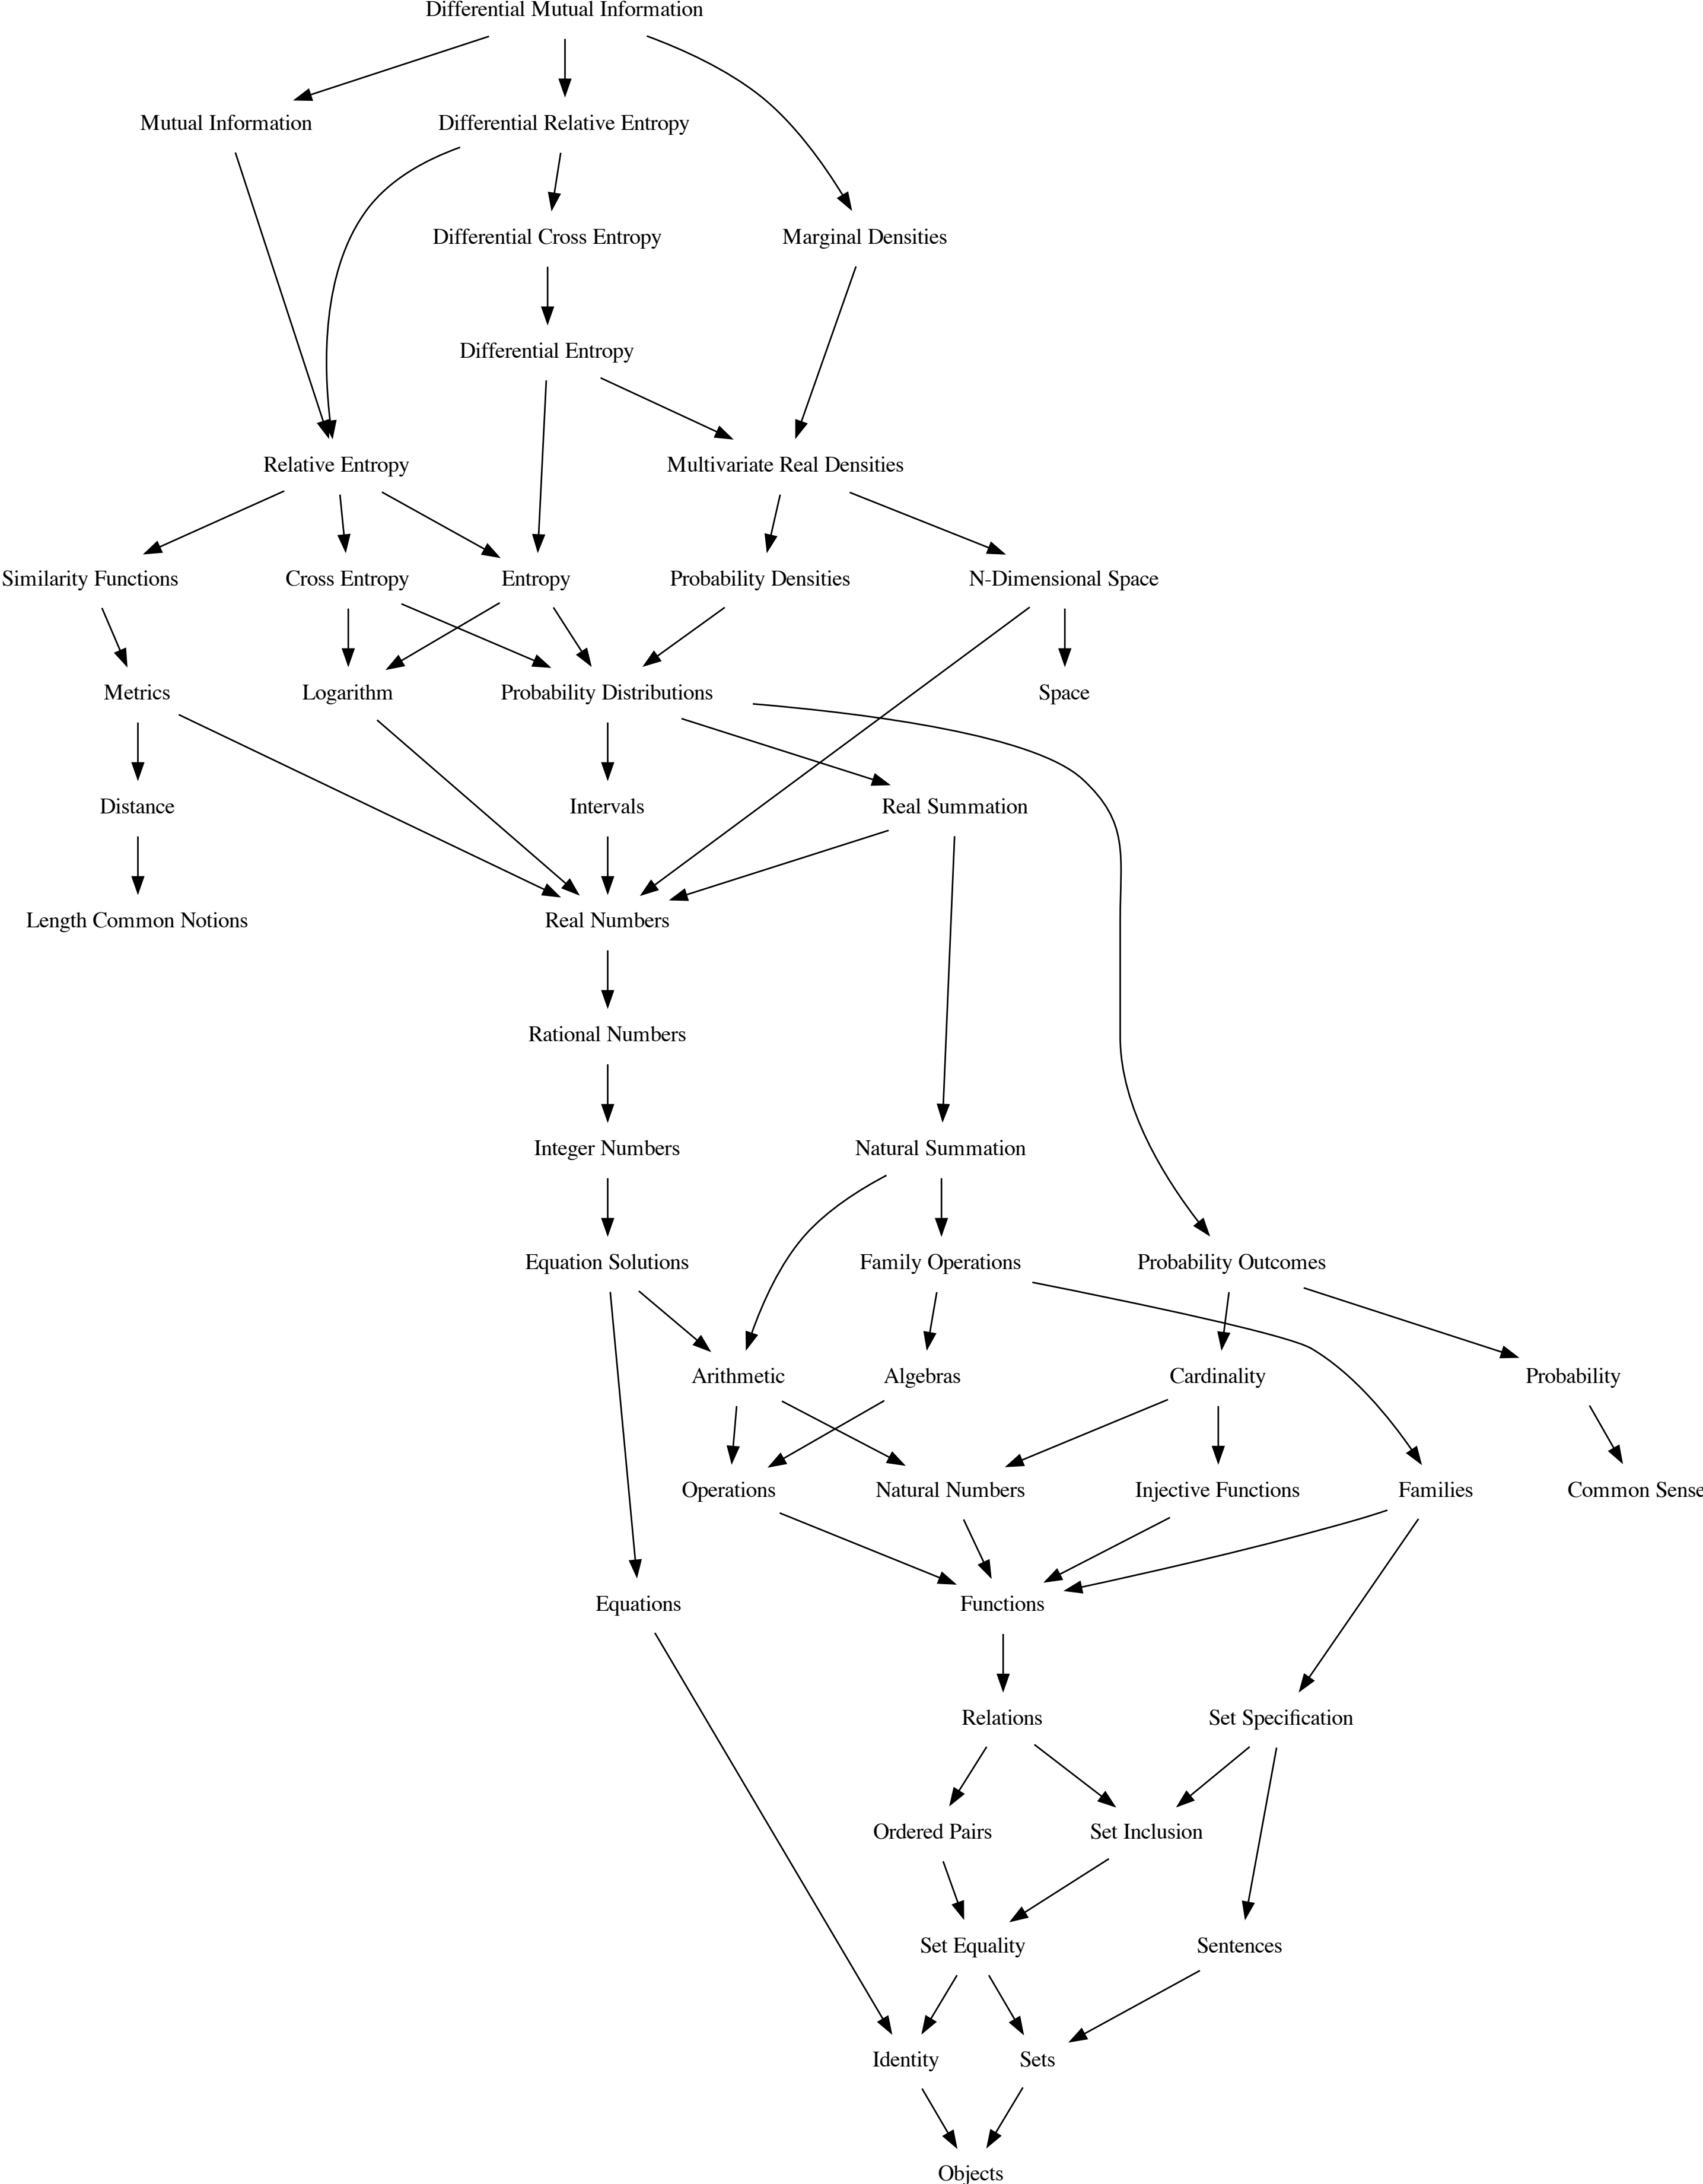 Differential Mutual Information
Mutual Information
Differential Relative Entropy
Differential Cross Entropy
Marginal Densities
Differential Entropy
Relative Entropy
Multivariate Real Densities
Similarity Functions
Cross Entropy
Entropy
Probability Densities
N-Dimensional Space
Metrics
Logarithm
Probability Distributions
Space
Distance
Intervals
Real Summation
Length Common Notions
Real Numbers
Rational Numbers
Integer Numbers
Natural Summation
Equation Solutions
Family Operations
Probability Outcomes
Arithmetic
Algebras
Cardinality
Probability
Operations
Natural Numbers
Injective Functions
Families
Common Sense
Equations
Functions
Relations
Set Specification
Ordered Pairs
Set Inclusion
Set Equality
Sentences
Identity
Sets
Objects